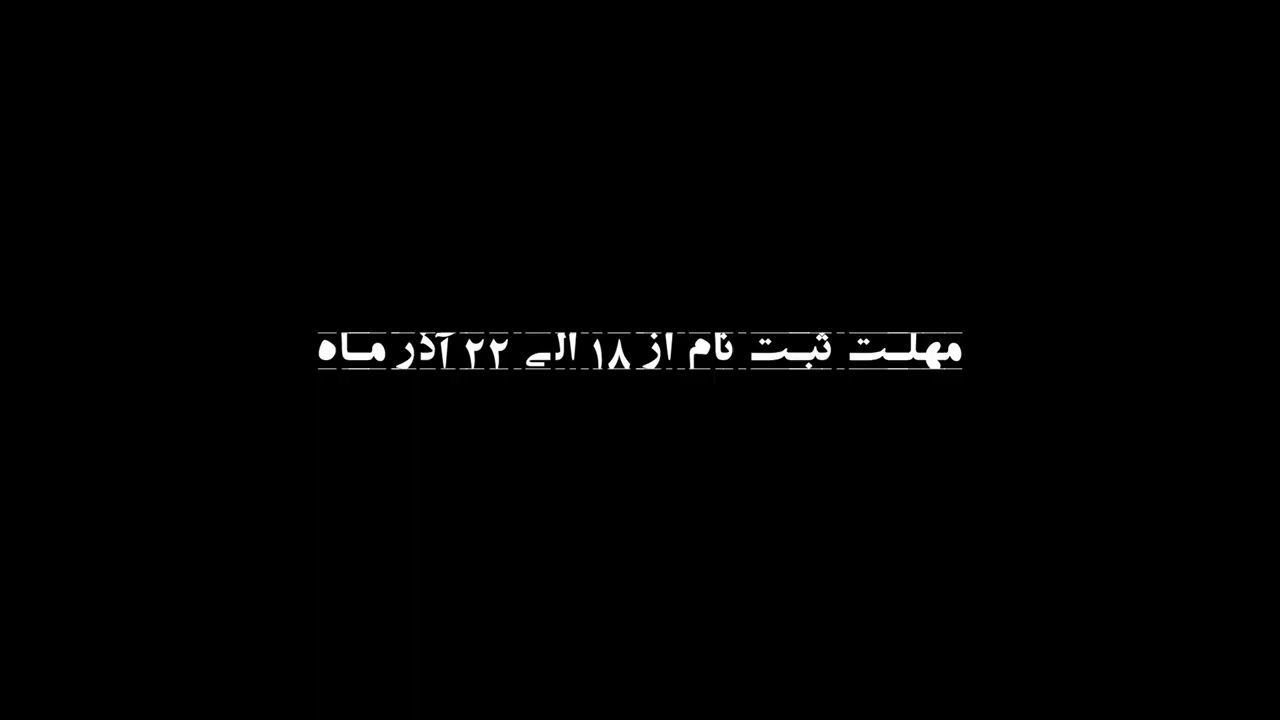 مهلت ثبت نام از ۱۸ الی ۲۲ آذر ماه